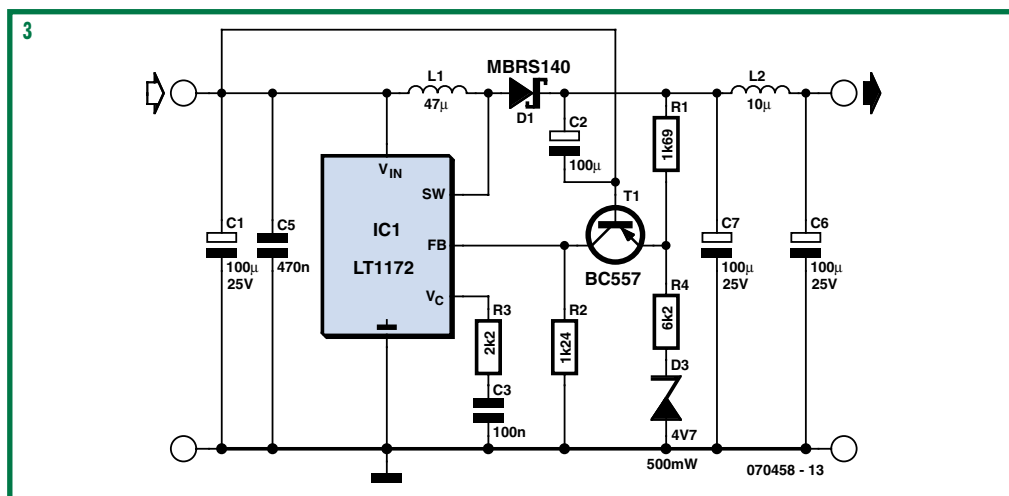 3
MBRS140
L1
47µ
D1
L2
10µ
C2
100µ
R1
1k69
VIN
SW
IC1
LT1172
FB
VC
T1
BC557
C1
100µ
25V
C5
470n
C7
100µ
25V
C6
100µ
25V
R3
2k2
R2
1k24
R4
6k2
C3
100n
D3
4V7
500mW
070458 - 13